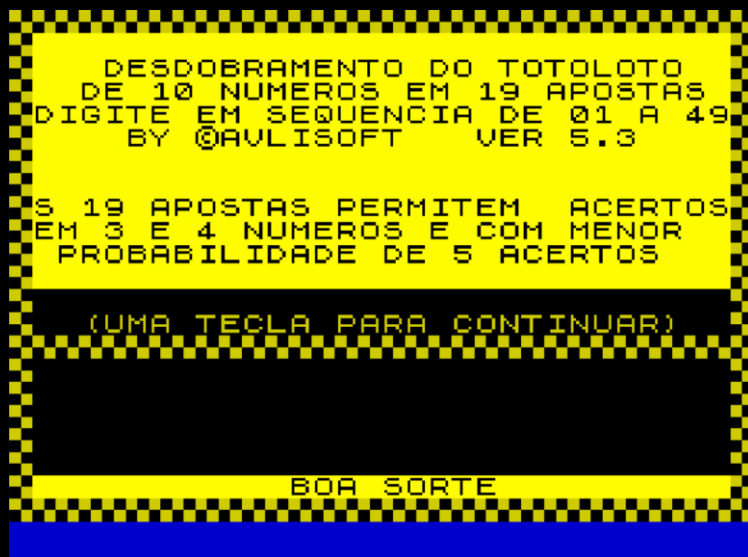 DESDOBRAMENTO DO TOTOLOTO
DE 10 NUMEROS EM 19 APOSTAS
DIGITE EM SEQUENCIA DE 01 A 49
BY ©AVLISOFT VER 5.3
S 19 APOSTAS PERMITEM ACERTOS
EM 3 E 4 NUMEROS E COM MENOR
PROBABILIDADE DE 5 ACERTOS
(UMA TECLA PARA CONTINUAR)
BOA SORTE